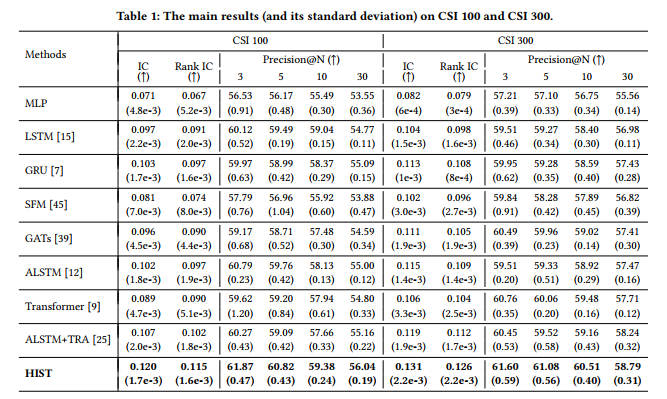 Table 1: The main results (and its standard deviation) on CSI 100 and CSI 300.
Methods CSI 100 CSI 300
IC Rank IC Precision@N (↑) IC Rank IC Precision@N (↑)
(↑) (↑) 3 5 10 30 (↑) (↑) 3 5 10 30
MLP 0.071 0.067 56.53 56.17 55.49 53.55 0.082 0.079 57.21 57.10 56.75 55.56
(4.8e-3) (5.2e-3) (0.91) (0.48) (0.30) (0.36) (6e-4) (3e-4) (0.39) (0.33) (0.34) (0.14)
LSTM [15] 0.097 0.091 60.12 59.49 59.04 54.77 0.104 0.098 59.51 59.27 58.40 56.98
(2.2e-3) (2.0e-3) (0.52) (0.19) (0.15) (0.11) (1.5e-3) (1.6e-3) (0.46) (0.34) (0.30) (0.11)
GRU [7] 0.103 0.097 59.97 58.99 58.37 55.09 0.113 0.108 59.95 59.28 58.59 57.43
(1.7e-3) (1.6e-3) (0.63) (0.42) (0.29) (0.15) (1e-3) (8e-4) (0.62) (0.35) (0.40) (0.28)
SFM [45] 0.081 0.074 57.79 56.96 55.92 53.88 0.102 0.096 59.84 58.28 57.89 56.82
(7.0e-3) (8.0e-3) (0.76) (1.04) (0.60) (0.47) (3.0e-3) (2.7e-3) (0.91) (0.42) (0.45) (0.39)
GATs [39] 0.096 0.090 59.17 58.71 57.48 54.59 0.111 0.105 60.49 59.96 59.02 57.41
(4.5e-3) (4.4e-3) (0.68) (0.52) (0.30) (0.34) (1.9e-3) (1.9e-3) (0.39) (0.23) (0.14) (0.30)
ALSTM [12] 0.102 0.097 60.79 59.76 58.13 55.00 0.115 0.109 59.51 59.33 58.92 57.47
(1.8e-3) (1.9e-3) (0.23) (0.42) (0.13) (0.12) (1.4e-3) (1.4e-3) (0.20) (0.51) (0.29) (0.16)
Transformer [9] 0.089 0.090 59.62 59.20 57.94 54.80 0.106 0.104 60.76 60.06 59.48 57.71
(4.7e-3) (5.1e-3) (1.20) (0.84) (0.61) (0.33) (3.3e-3) (2.5e-3) (0.35) (0.20) (0.16) (0.12)
ALSTM+TRA [25] 0.107 0.102 60.27 59.09 57.66 55.16 0.119 0.112 60.45 59.52 59.16 58.24
(2.0e-3) (1.8e-3) (0.43) (0.42) (0.33) (0.22) (1.9e-3) (1.7e-3) (0.53) (0.58) (0.43) (0.32)
HIST 0.120 0.115 61.87 60.82 59.38 56.04 0.131 0.126 61.60 61.08 60.51 58.79
(1.7e-3) (1.6e-3) (0.47) (0.43) (0.24) (0.19) (2.2e-3) (2.2e-3) (0.59) (0.56) (0.40) (0.31)